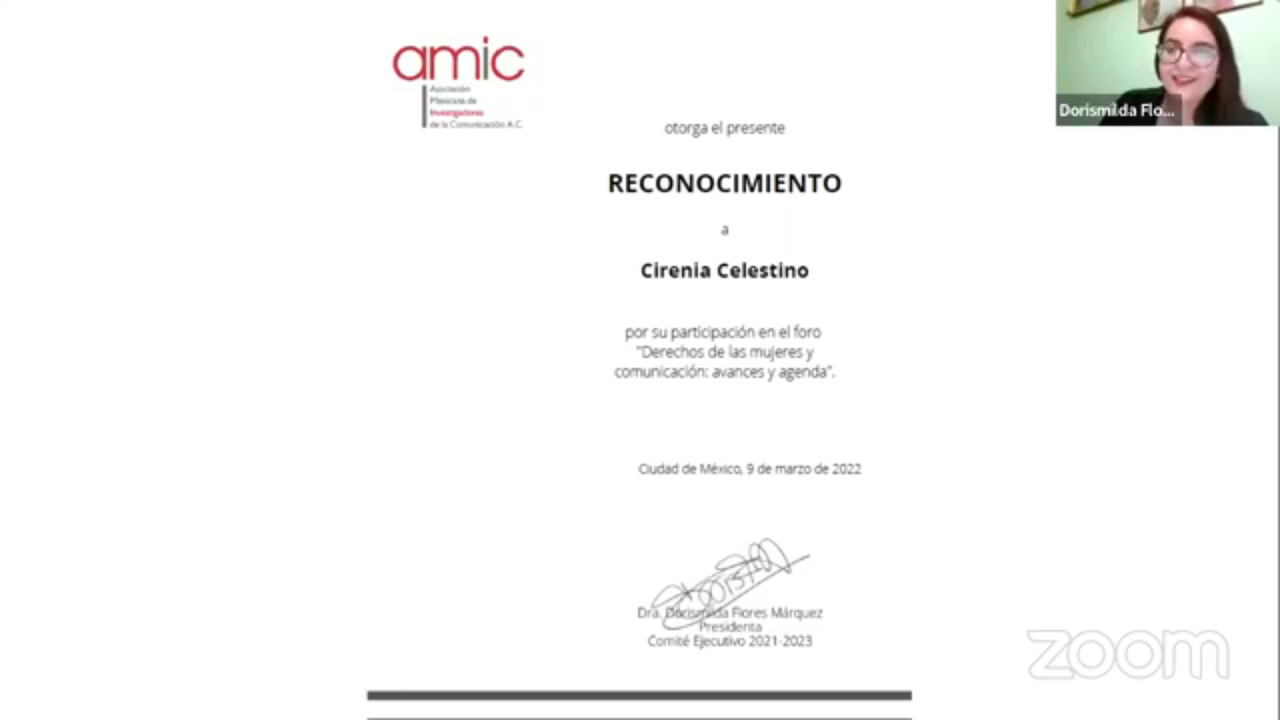 amic
Asociación
Mexicana de
Investigadores
de la Comunicación A.C.
Dorismilda Flo...
otorga el presente
RECONOCIMIENTO
a
Cirenia Celestino
por su participación en el foro
"Derechos de las mujeres y
comunicación: avances y agenda".
Ciudad de México, 9 de marzo de 2022
Dra. Dorismilda Flores Márquez
Presidenta
Comité Ejecutivo 2021-2023
zoom